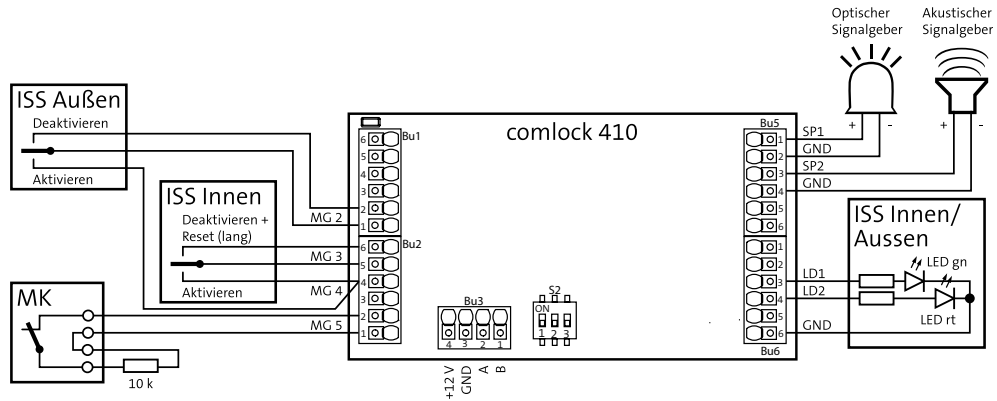 Optischer
Signalgeber
Akustischer
Signalgeber
+
-
+
-
ISS Außen
Deaktivieren
Aktivieren
ISS Innen
Deaktivieren +
Reset (lang)
Aktivieren
MK
10 k
comlock 410
Bu1
6
5
4
3
2
1
MG 2
Bu2
6
5
4
3
2
1
MG 3
MG 4
MG 5
Bu3
4
3
2
1
+12 V
GND
A
B
S2
ON
1
2
3
Bu5
1
2
3
4
5
6
SP1
GND
SP2
GND
1
2
3
4
5
6
Bu6
LD1
LD2
GND
ISS Innen/
Aussen
LED gn
LED rt